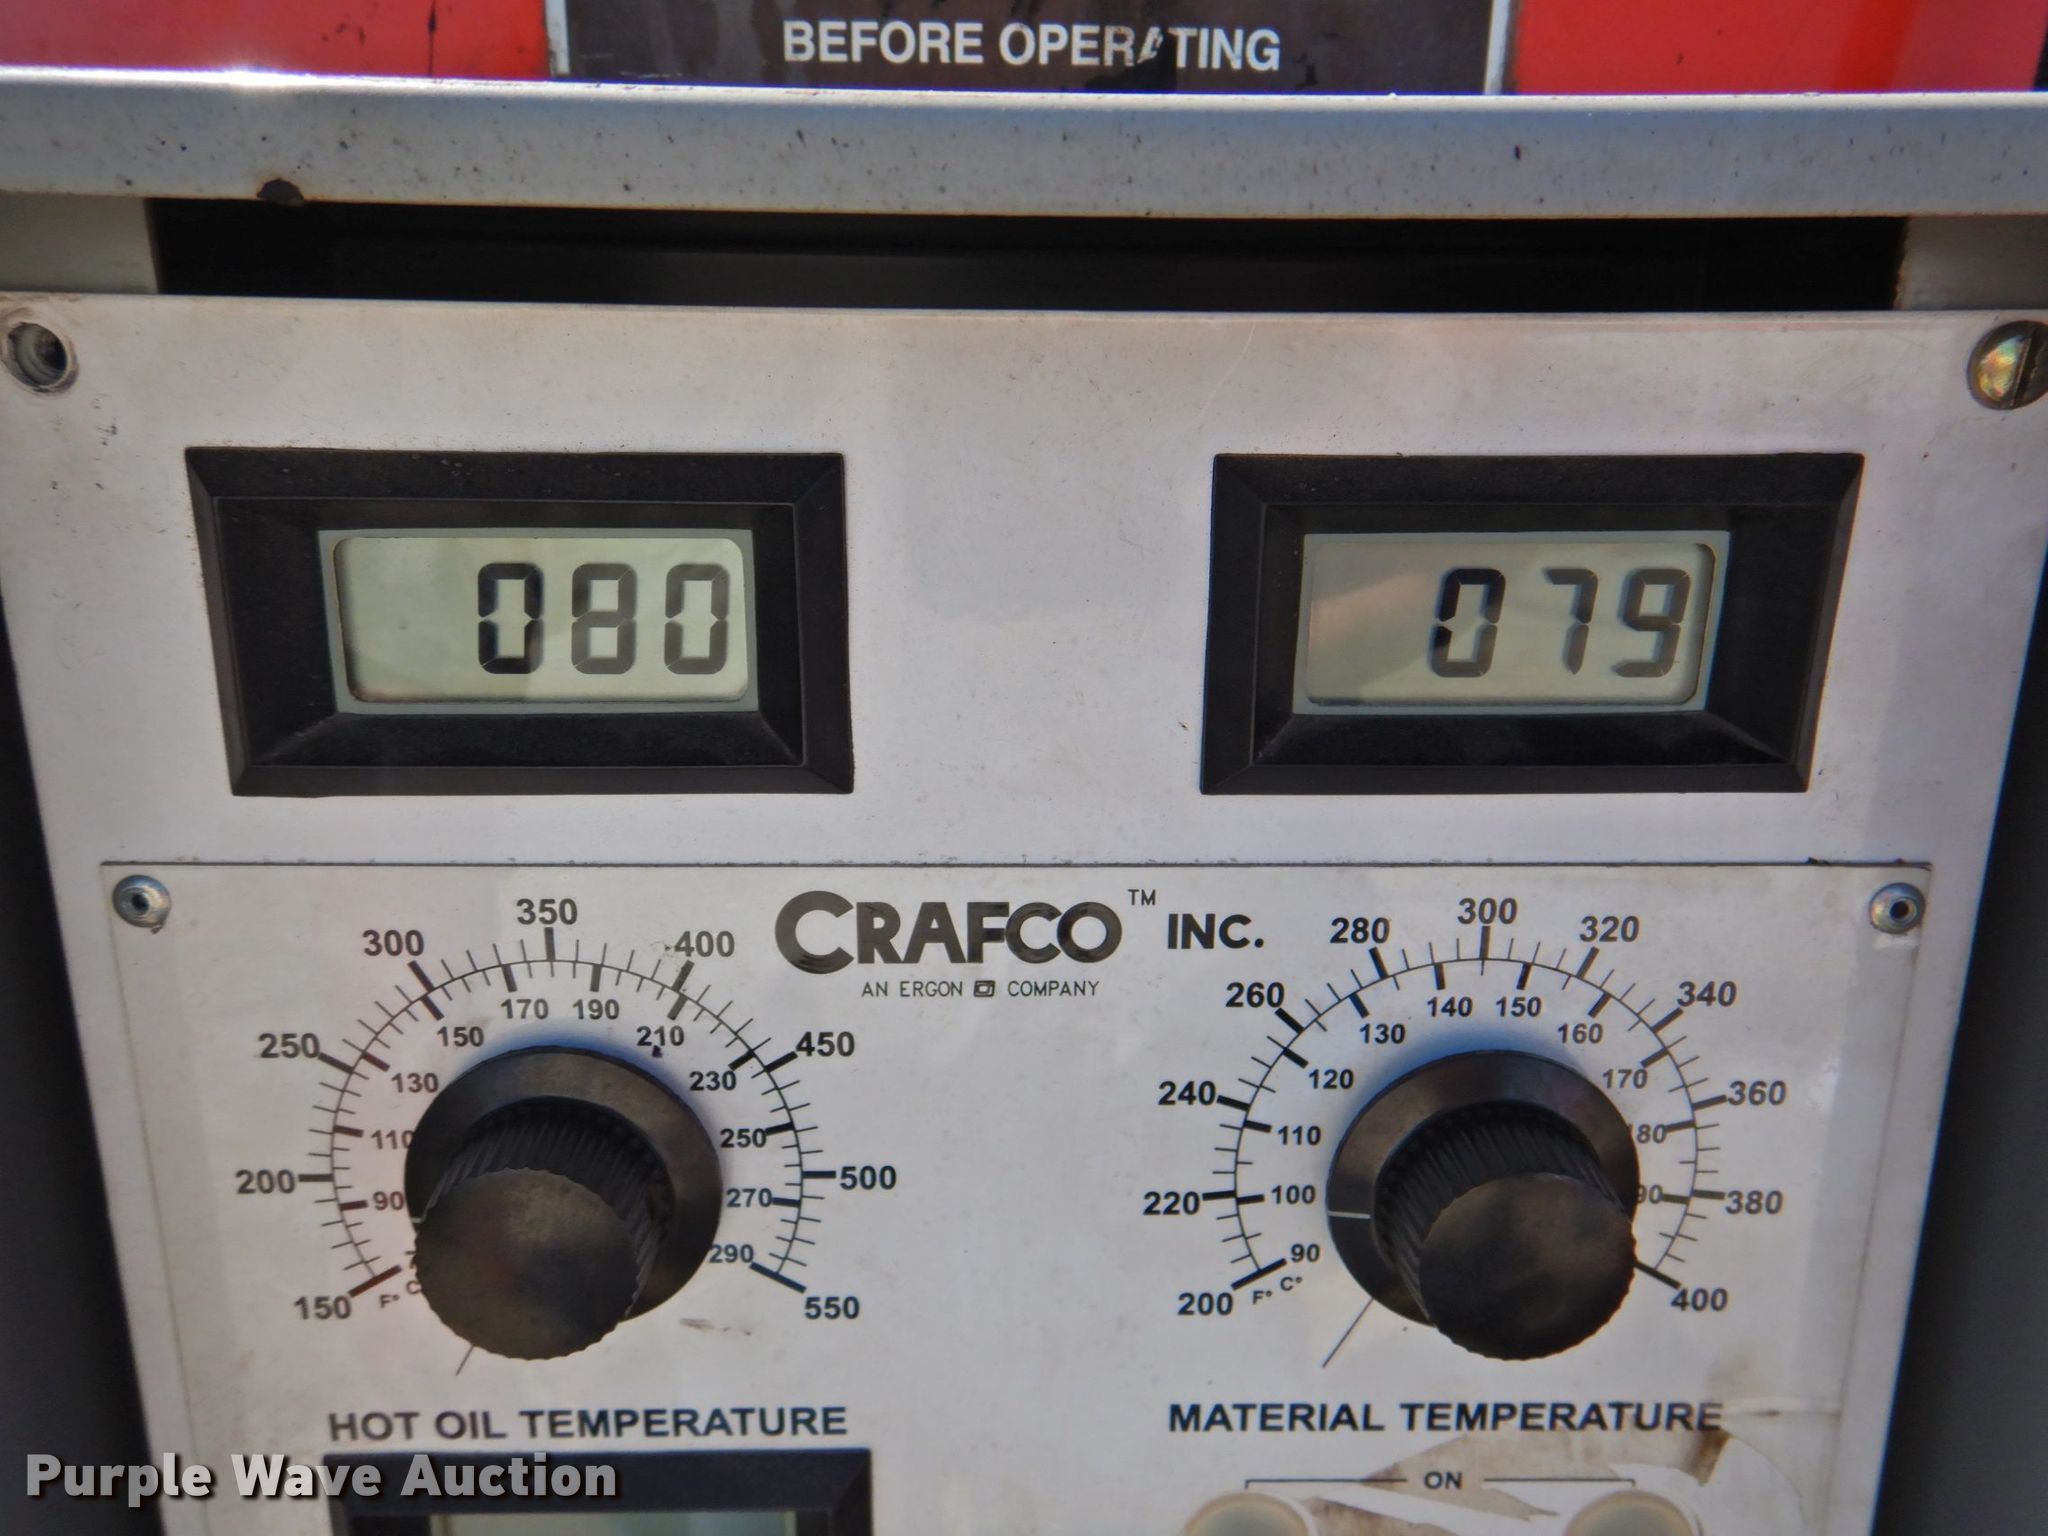 BEFORE OPERATING
080
079
CRAFCO™ INC.
AN ERGON COMPANY
150 200 250 300 350 400 450 500 550
90 110 130 150 170 190 210 230 250 270 290
F° C°
200 220 240 260 280 300 320 340 360 380 400
90 100 110 120 130 140 150 160 170 180 90
F° C°
HOT OIL TEMPERATURE
MATERIAL TEMPERATURE
ON
Purple Wave Auction